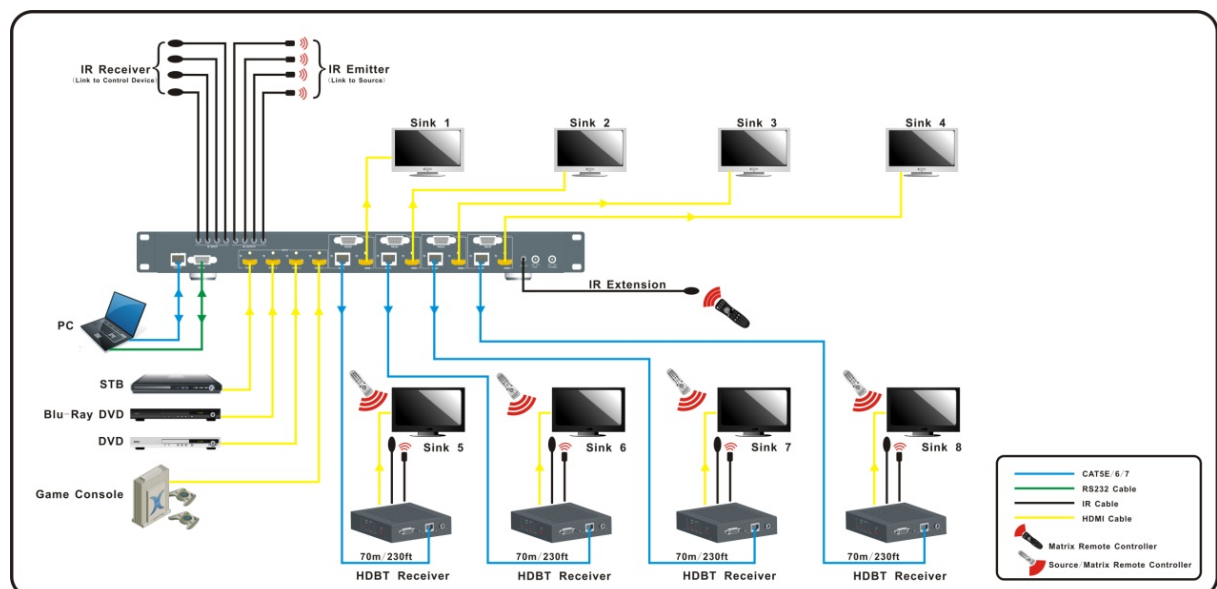 IR Receiver
(Link to Control Device)
IR Emitter
(Link to Source)
Sink 1
Sink 2
Sink 3
Sink 4
IR Extension
PC
STB
Blu-Ray DVD
DVD
Game Console
Sink 5
Sink 6
Sink 7
Sink 8
70m/230ft
70m/230ft
70m/230ft
70m/230ft
HDBT Receiver
HDBT Receiver
HDBT Receiver
HDBT Receiver
CAT5E/6/7
RS232 Cable
IR Cable
HDMI Cable
Matrix Remote Controller
Source/Matrix Remote Controller